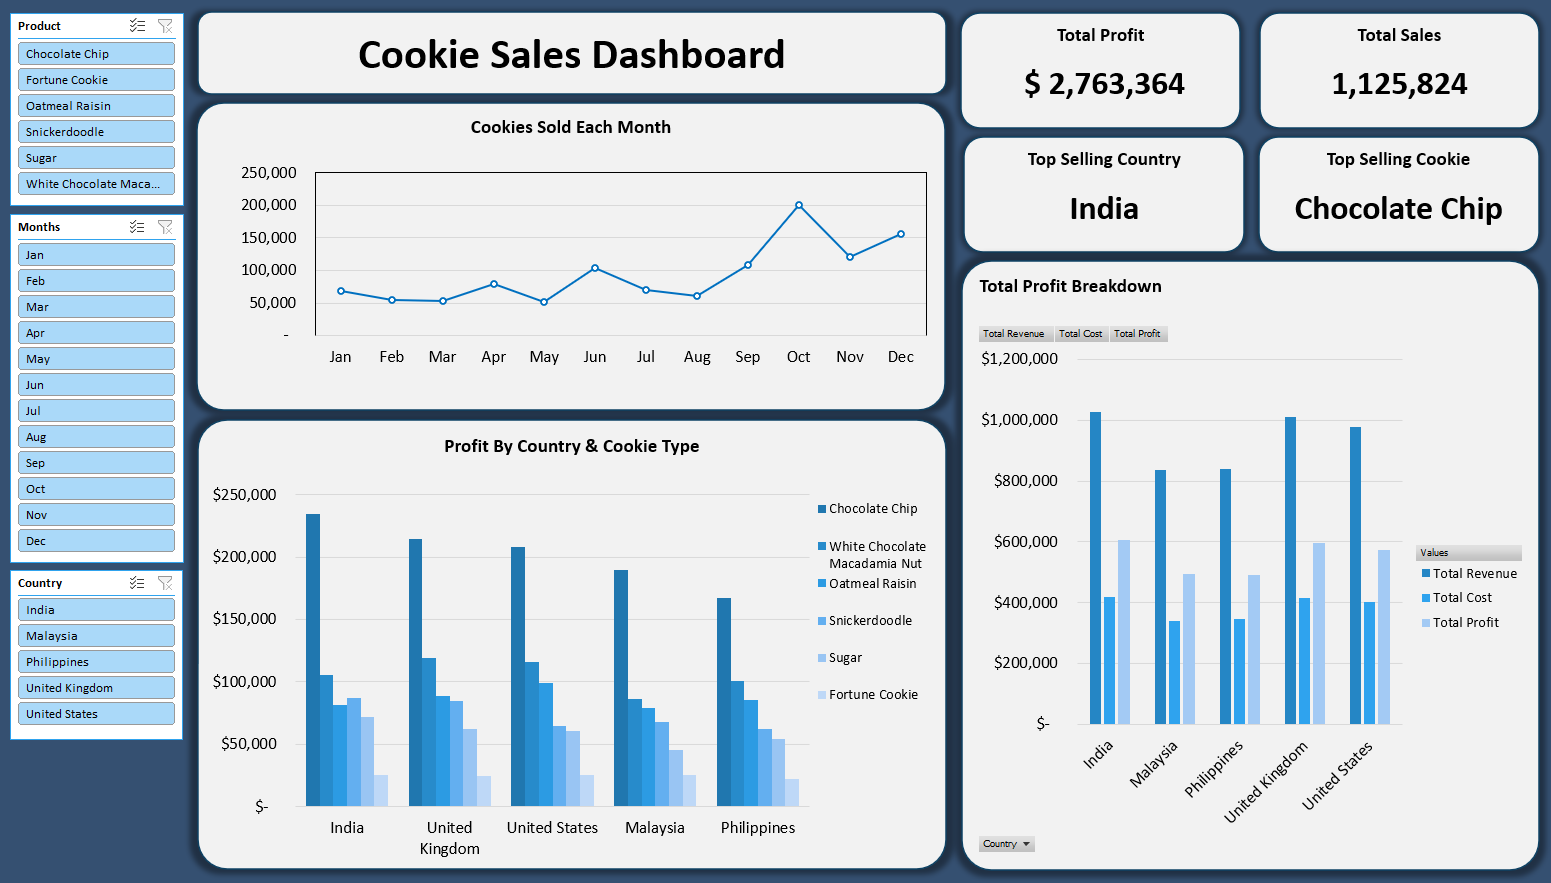 Product
Chocolate Chip
Fortune Cookie
Oatmeal Raisin
Snickerdoodle
Sugar
White Chocolate Maca...
Months
Jan
Feb
Mar
Apr
May
Jun
Jul
Aug
Sep
Oct
Nov
Dec
Country
India
Malaysia
Philippines
United Kingdom
United States
Cookie Sales Dashboard
Cookies Sold Each Month
250,000
200,000
150,000
100,000
50,000
-
Jan Feb Mar Apr May Jun Jul Aug Sep Oct Nov Dec
Profit By Country & Cookie Type
$250,000
$200,000
$150,000
$100,000
$50,000
$-
India United Kingdom United States Malaysia Philippines
Chocolate Chip
White Chocolate
Macadamia Nut
Oatmeal Raisin
Snickerdoodle
Sugar
Fortune Cookie
Total Profit
$ 2,763,364
Total Sales
1,125,824
Top Selling Country
India
Top Selling Cookie
Chocolate Chip
Total Profit Breakdown
Total Revenue Total Cost Total Profit
$1,200,000
$1,000,000
$800,000
$600,000
$400,000
$200,000
$-
India Malaysia Philippines United Kingdom United States
Values
Total Revenue
Total Cost
Total Profit
Country